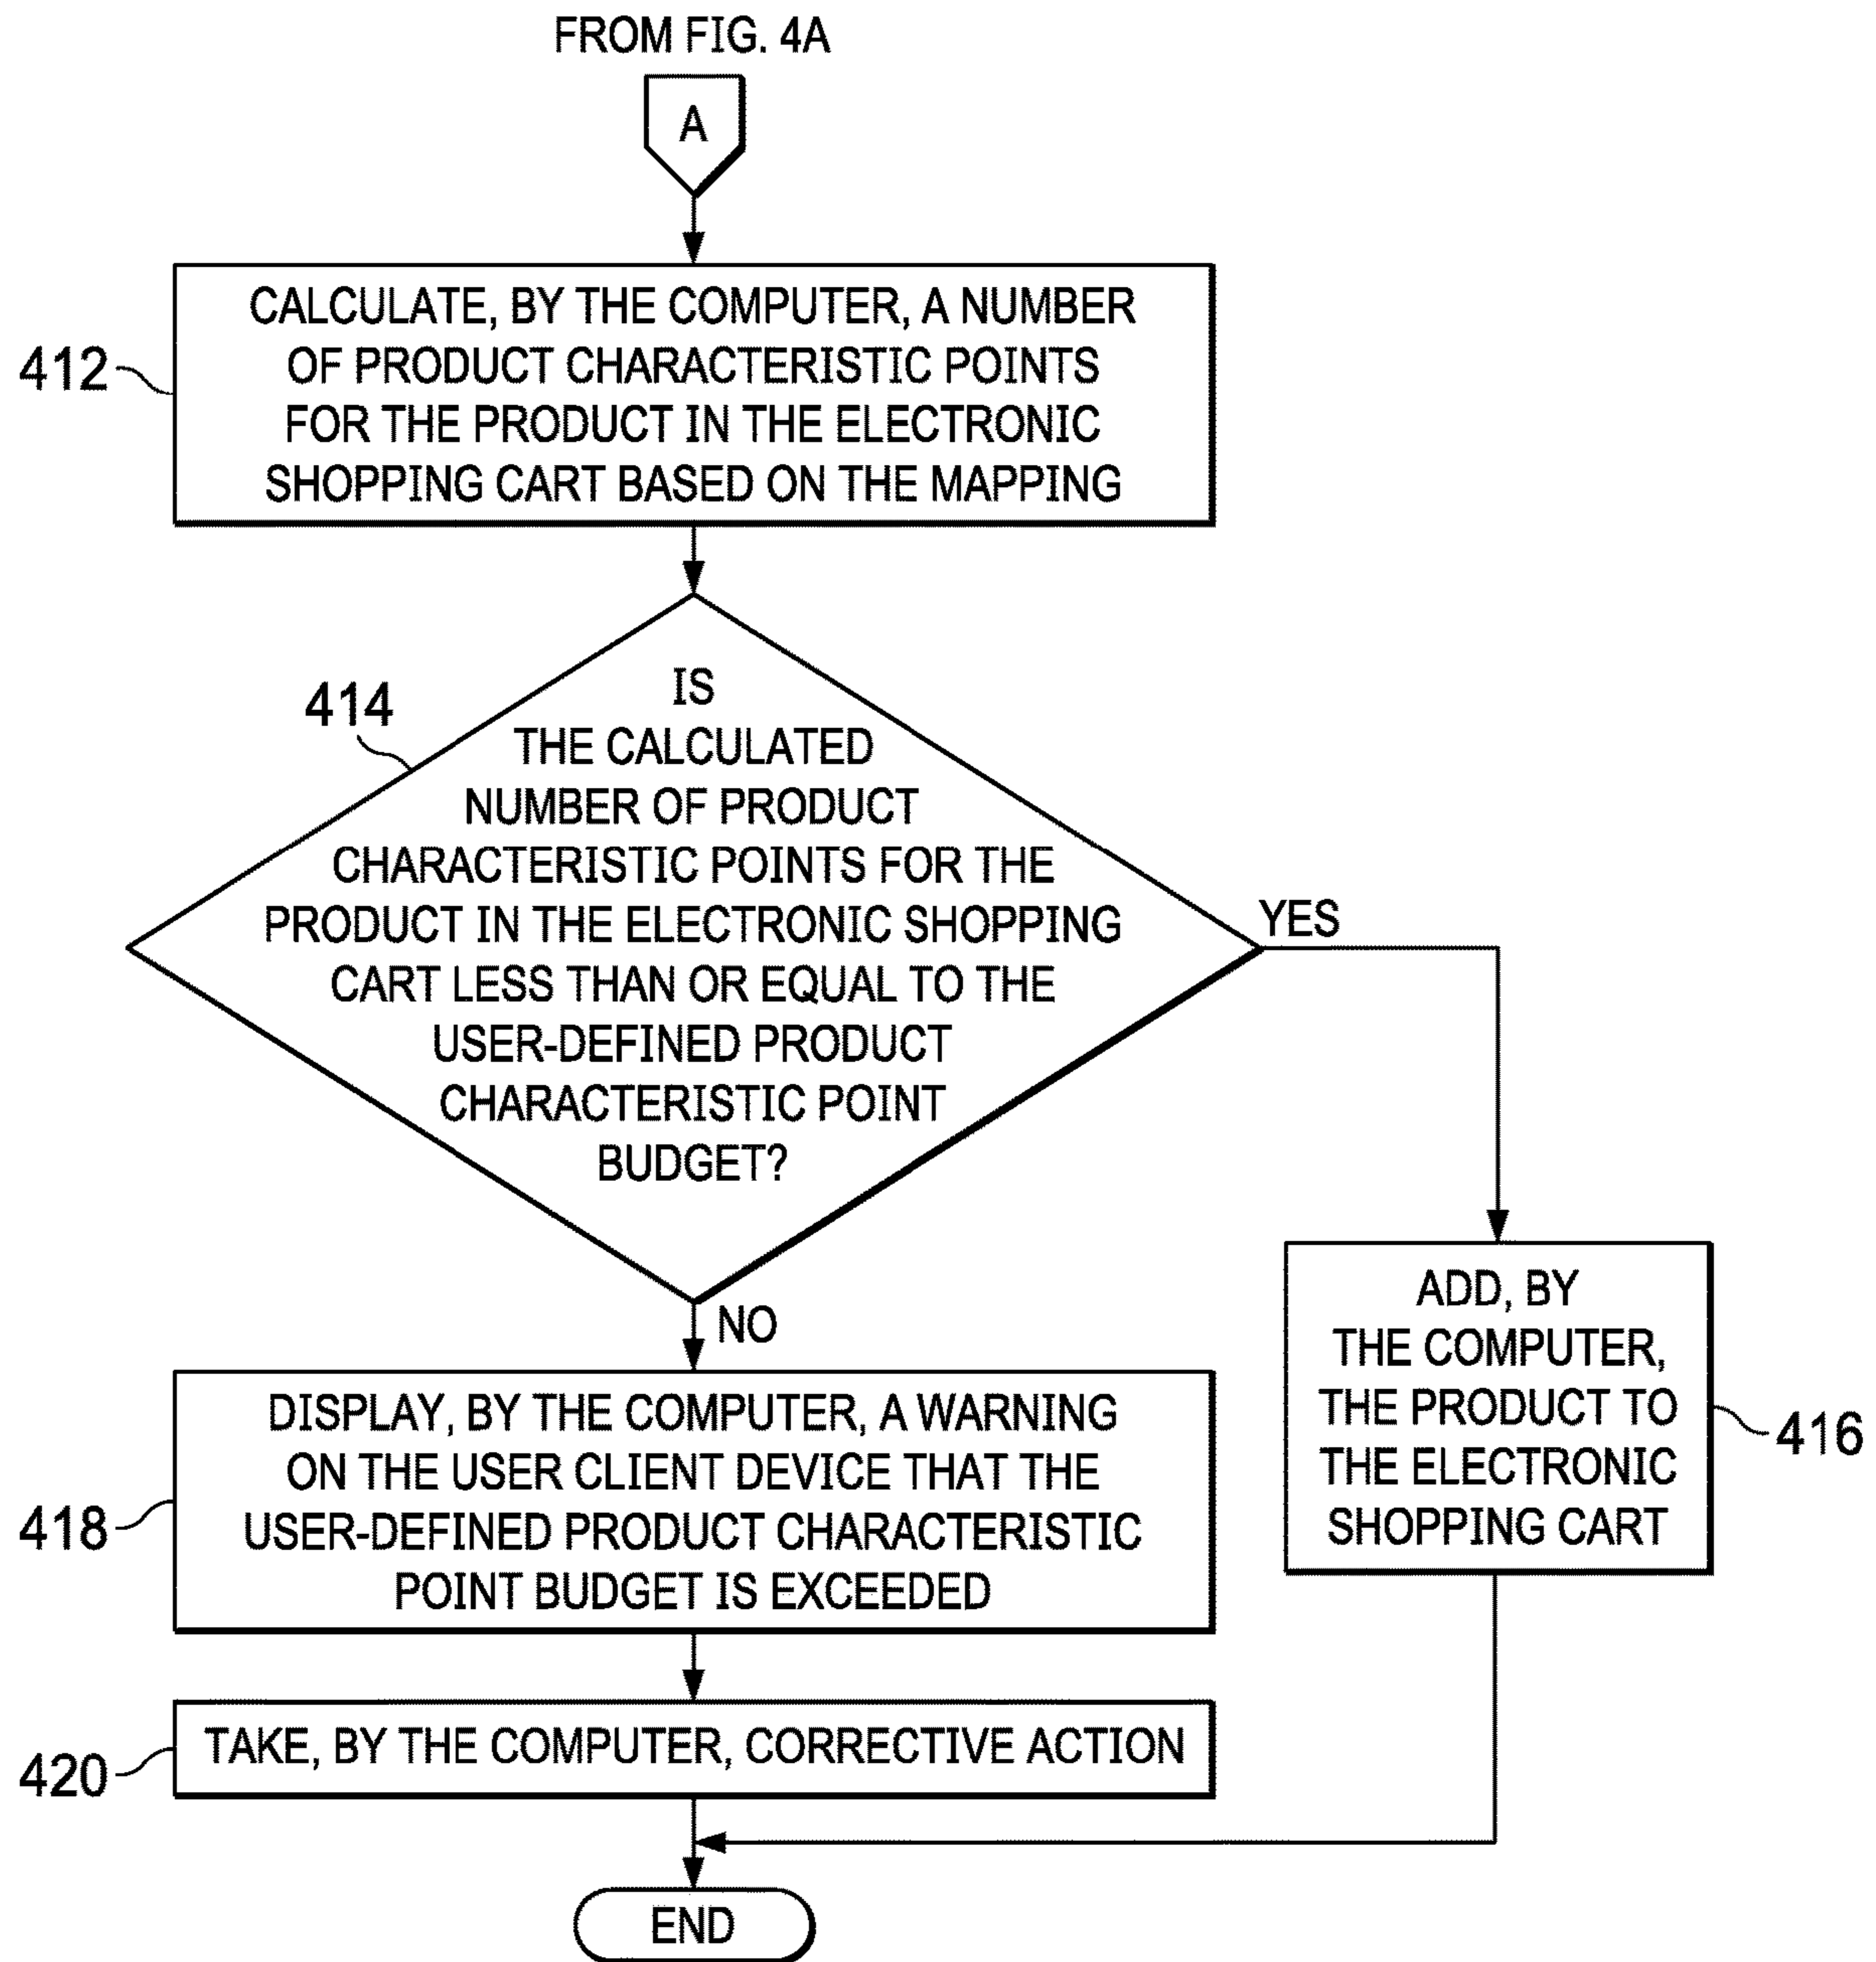 FROM FIG. 4A
A
412
CALCULATE, BY THE COMPUTER, A NUMBER
OF PRODUCT CHARACTERISTIC POINTS
FOR THE PRODUCT IN THE ELECTRONIC
SHOPPING CART BASED ON THE MAPPING
414
IS
THE CALCULATED
NUMBER OF PRODUCT
CHARACTERISTIC POINTS FOR THE
PRODUCT IN THE ELECTRONIC SHOPPING
CART LESS THAN OR EQUAL TO THE
USER-DEFINED PRODUCT
CHARACTERISTIC POINT
BUDGET?
YES
NO
ADD, BY
THE COMPUTER,
THE PRODUCT TO
THE ELECTRONIC
SHOPPING CART
416
418
DISPLAY, BY THE COMPUTER, A WARNING
ON THE USER CLIENT DEVICE THAT THE
USER-DEFINED PRODUCT CHARACTERISTIC
POINT BUDGET IS EXCEEDED
420
TAKE, BY THE COMPUTER, CORRECTIVE ACTION
END